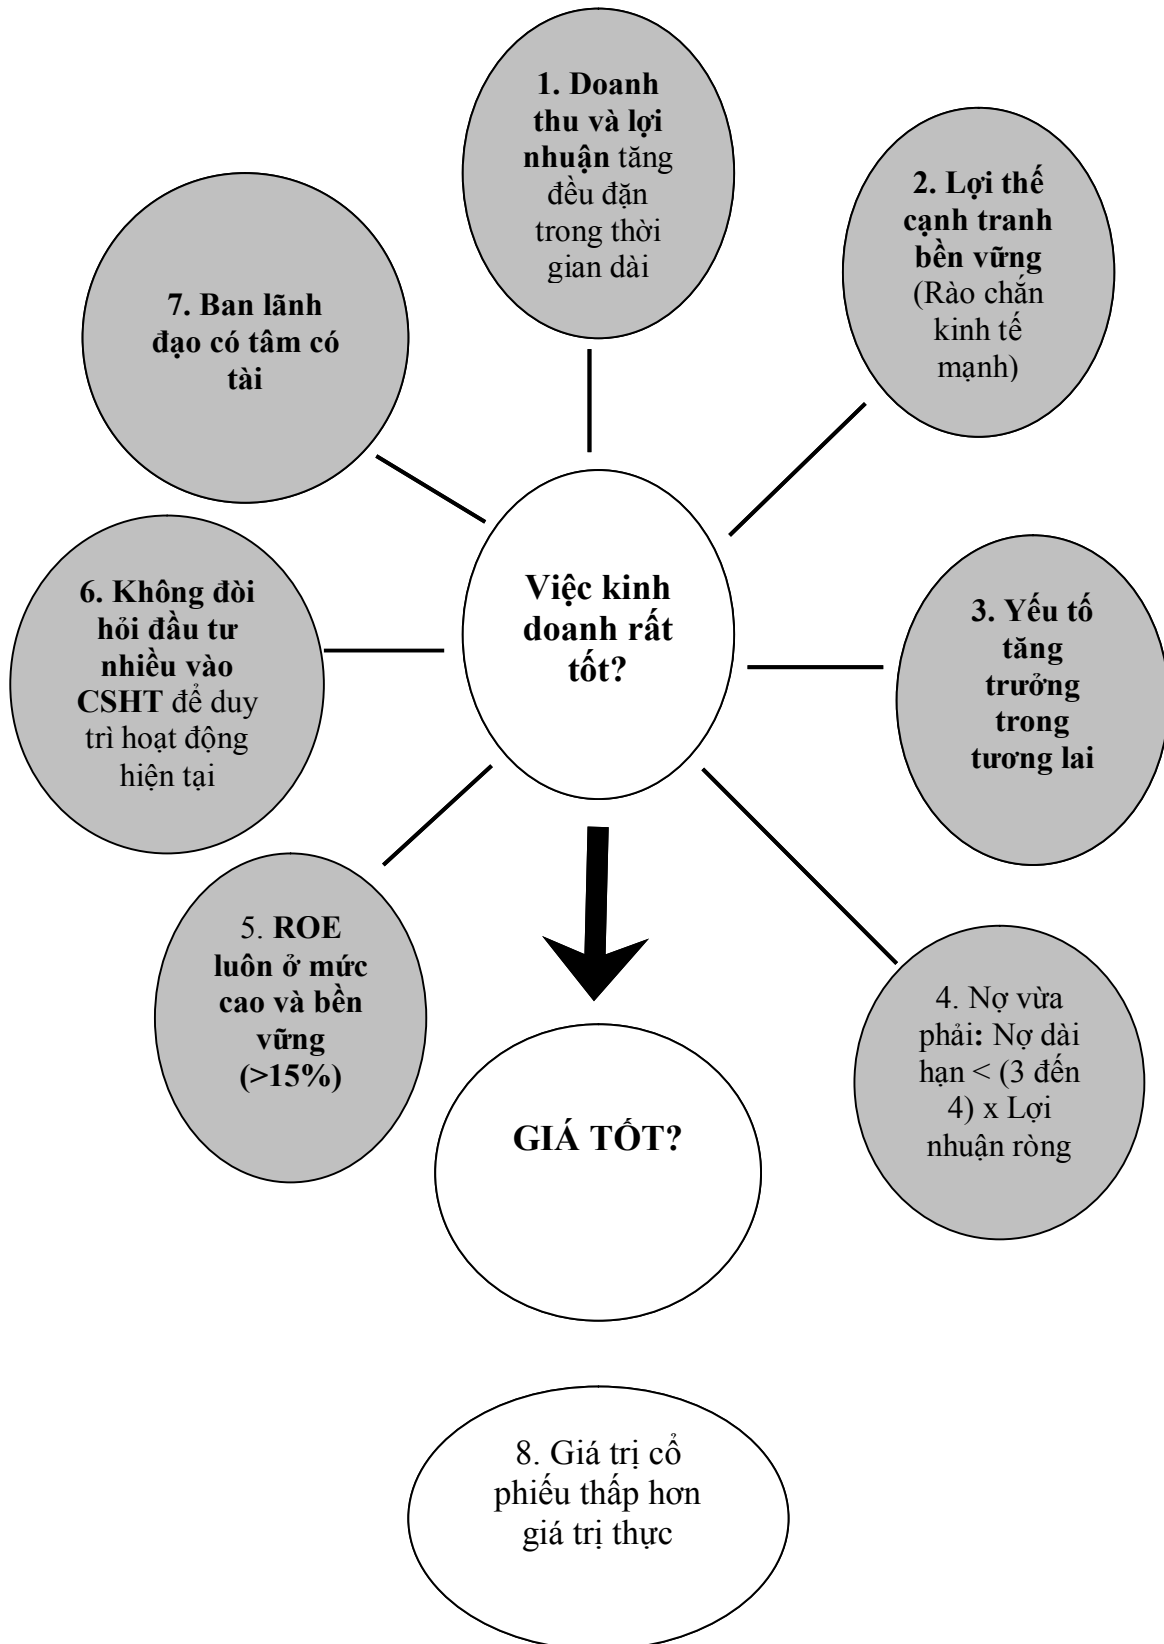 1. Doanh
thu và lợi
nhuận tăng
đều đặn
trong thời
gian dài
2. Lợi thế
cạnh tranh
bền vững
(Rào chắn
kinh tế
mạnh)
7. Ban lãnh
đạo có tâm có
tài
Việc kinh
doanh rất
tốt?
6. Không đòi
hỏi đầu tư
nhiều vào
CSHT để duy
trì hoạt động
hiện tại
3. Yếu tố
tăng
trưởng
trong
tương lai
5. ROE
luôn ở mức
cao và bền
vững
(>15%)
4. Nợ vừa
phải: Nợ dài
hạn < (3 đến
4) x Lợi
nhuận ròng
GIÁ TỐT?
8. Giá trị cổ
phiếu thấp hơn
giá trị thực